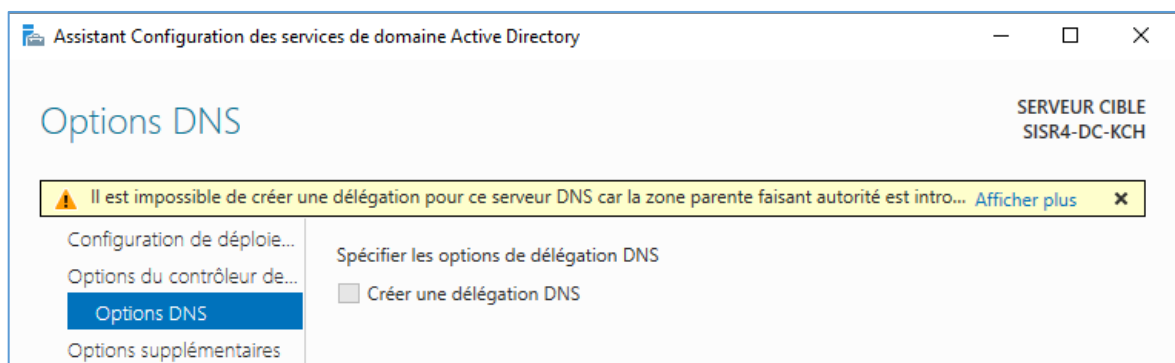 Assistant Configuration des services de domaine Active Directory
Options DNS
SERVEUR CIBLE
SISR4-DC-KCH
Il est impossible de créer une délégation pour ce serveur DNS car la zone parente faisant autorité est intro... Afficher plus
Configuration de déploie...
Options du contrôleur de...
Options DNS
Options supplémentaires
Spécifier les options de délégation DNS
Créer une délégation DNS